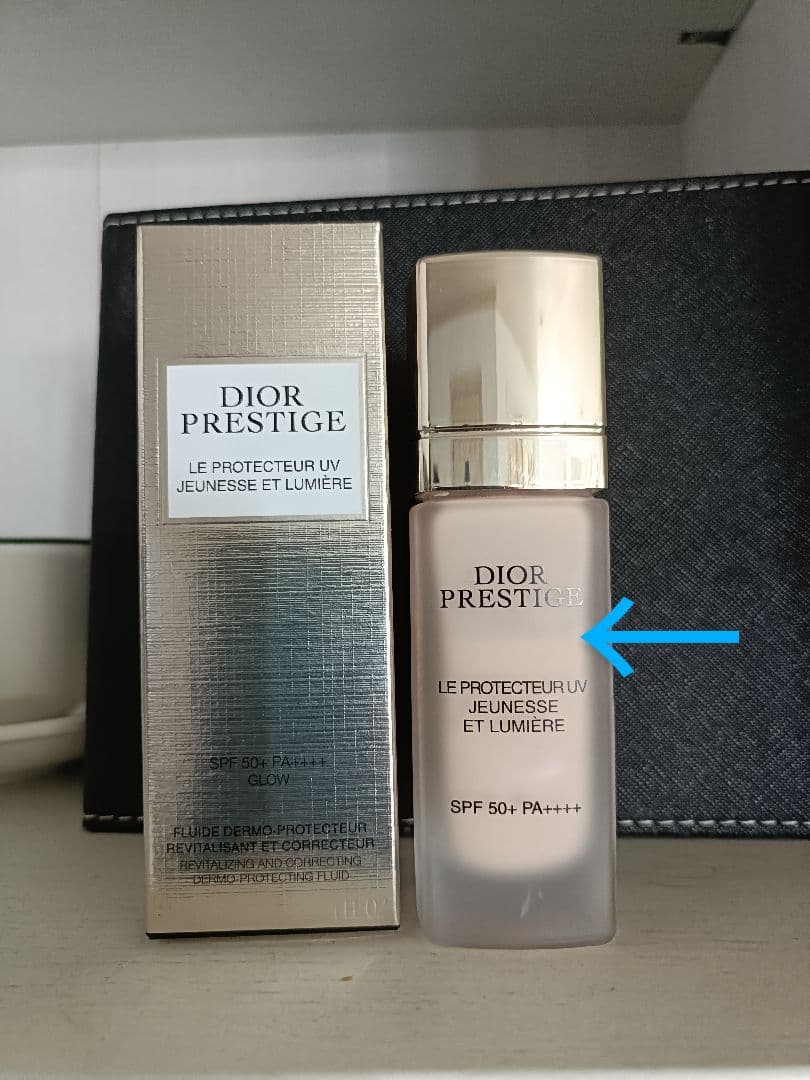 DIOR
PRESTIGE
LE PROTECTEUR UV
JEUNESSE ET LUMIÈRE
SPF 50+ PA++++
GLOW
FLUIDE DERMO-PROTECTEUR
REVITALISANT ET CORRECTEUR
REVITALIZING AND CORRECTING
DERMO-PROTECTING FLUID
DIOR
PRESTIGE
LE PROTECTEUR UV
JEUNESSE
ET LUMIÈRE
SPF 50+ PA++++